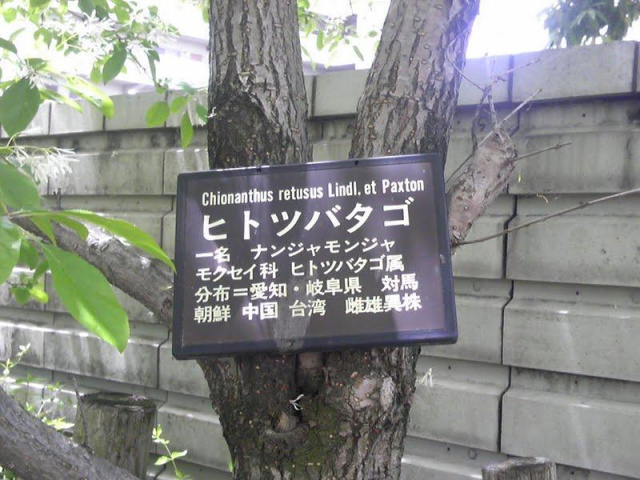 Chionanthus retusus Lindl. et Paxton
ヒトツバタゴ
一名 ナンジャモンジャ
モクセイ科 ヒトツバタゴ属
分布＝愛知・岐阜県 対馬
朝鮮 中国 台湾 雌雄異株